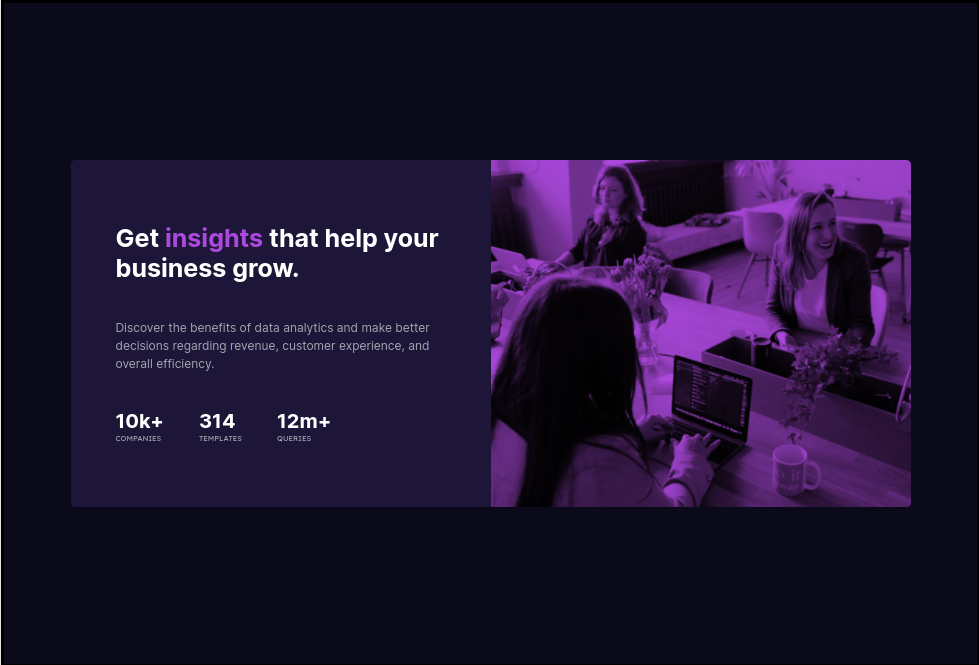 Get insights that help your
business grow.
Discover the benefits of data analytics and make better
decisions regarding revenue, customer experience, and
overall efficiency.
10k+ 314 12m+
COMPANIES TEMPLATES QUERIES